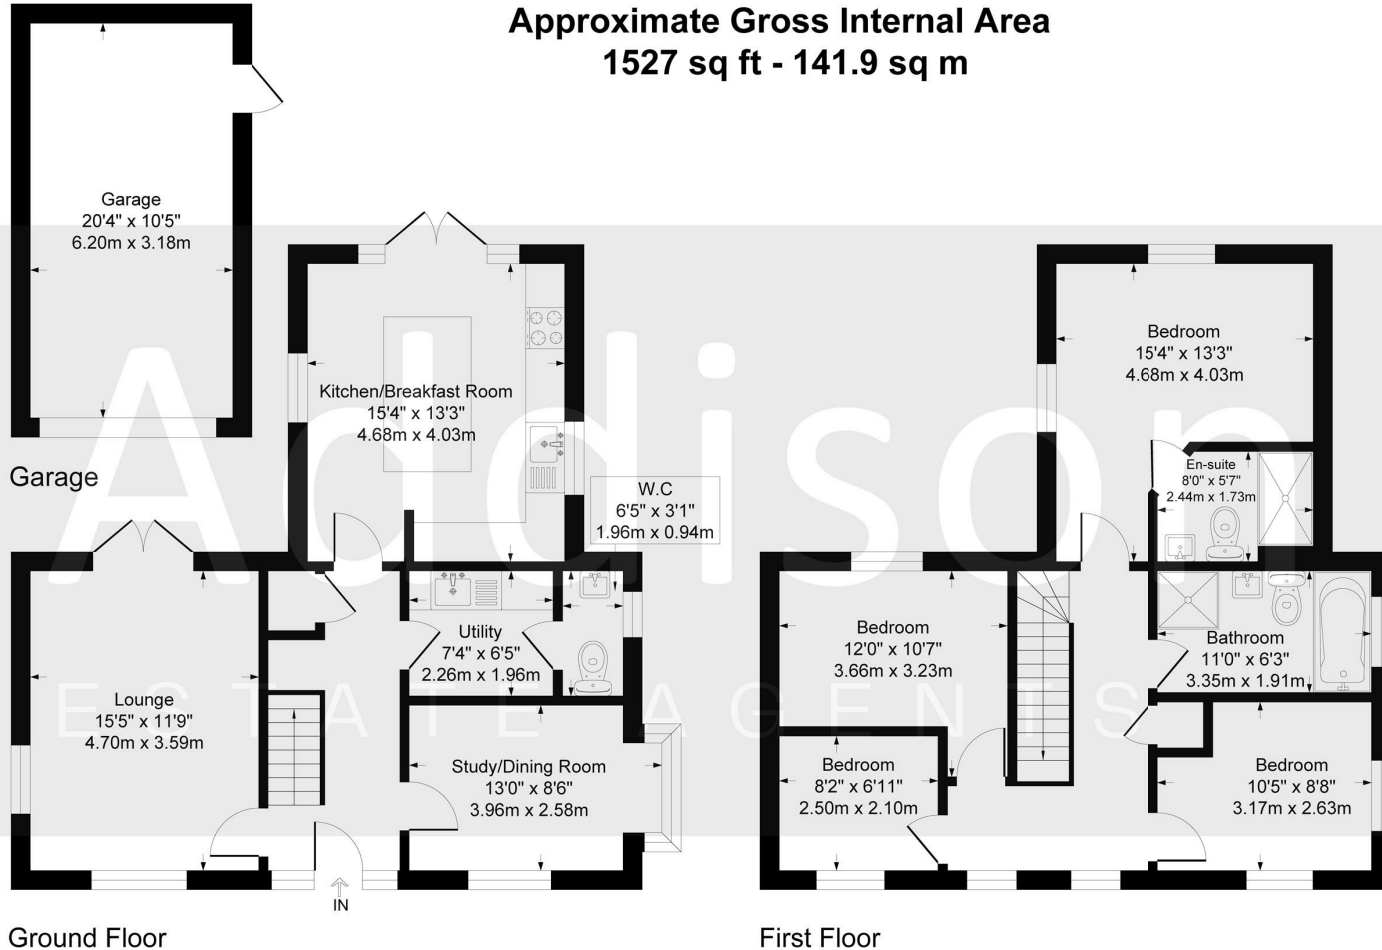 Approximate Gross Internal Area
1527 sq ft - 141.9 sq m
Garage
20'4" x 10'5"
6.20m x 3.18m
Garage
Kitchen/Breakfast Room
15'4" x 13'3"
4.68m x 4.03m
W.C
6'5" x 3'1"
1.96m x 0.94m
Utility
7'4" x 6'5"
2.26m x 1.96m
Lounge
15'5" x 11'9"
4.70m x 3.59m
Study/Dining Room
13'0" x 8'6"
3.96m x 2.58m
IN
Ground Floor
Bedroom
15'4" x 13'3"
4.68m x 4.03m
En-suite
8'0" x 5'7"
2.44m x 1.73m
Bedroom
12'0" x 10'7"
3.66m x 3.23m
Bathroom
11'0" x 6'3"
3.35m x 1.91m
Bedroom
8'2" x 6'11"
2.50m x 2.10m
Bedroom
10'5" x 8'8"
3.17m x 2.63m
First Floor
Addison
ESTATE AGENTS